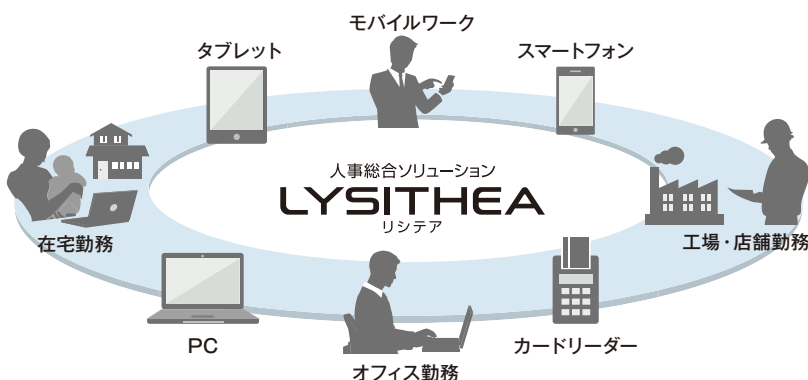 モバイルワーク
タブレット
スマートフォン
人事総合ソリューション
LYSITHEA
リシテア
在宅勤務
工場・店舗勤務
PC
カードリーダー
オフィス勤務